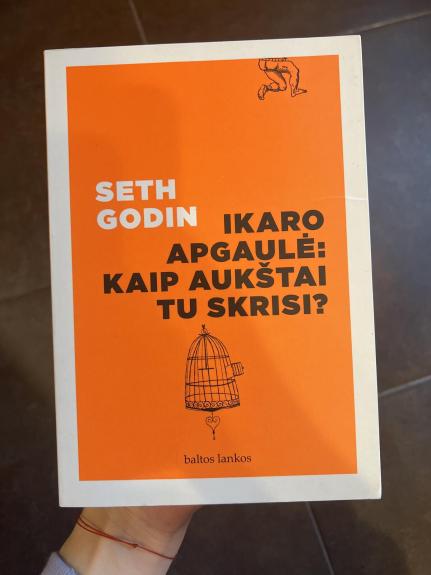 SETH
GODIN
IKARO
APGAULĖ:
KAIP AUKŠTAI
TU SKRISI?
baltos lankos